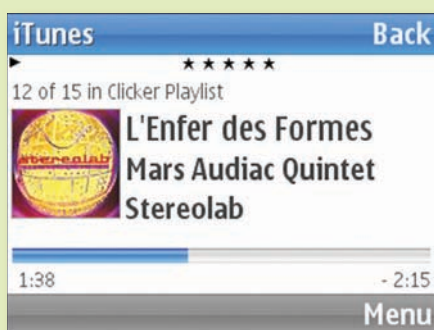 iTunes Back
★ ★ ★ ★ ★
12 of 15 in Clicker Playlist
stereolab
L'Enfer des Formes
Mars Audiac Quintet
Stereolab
1:38 - 2:15
Menu